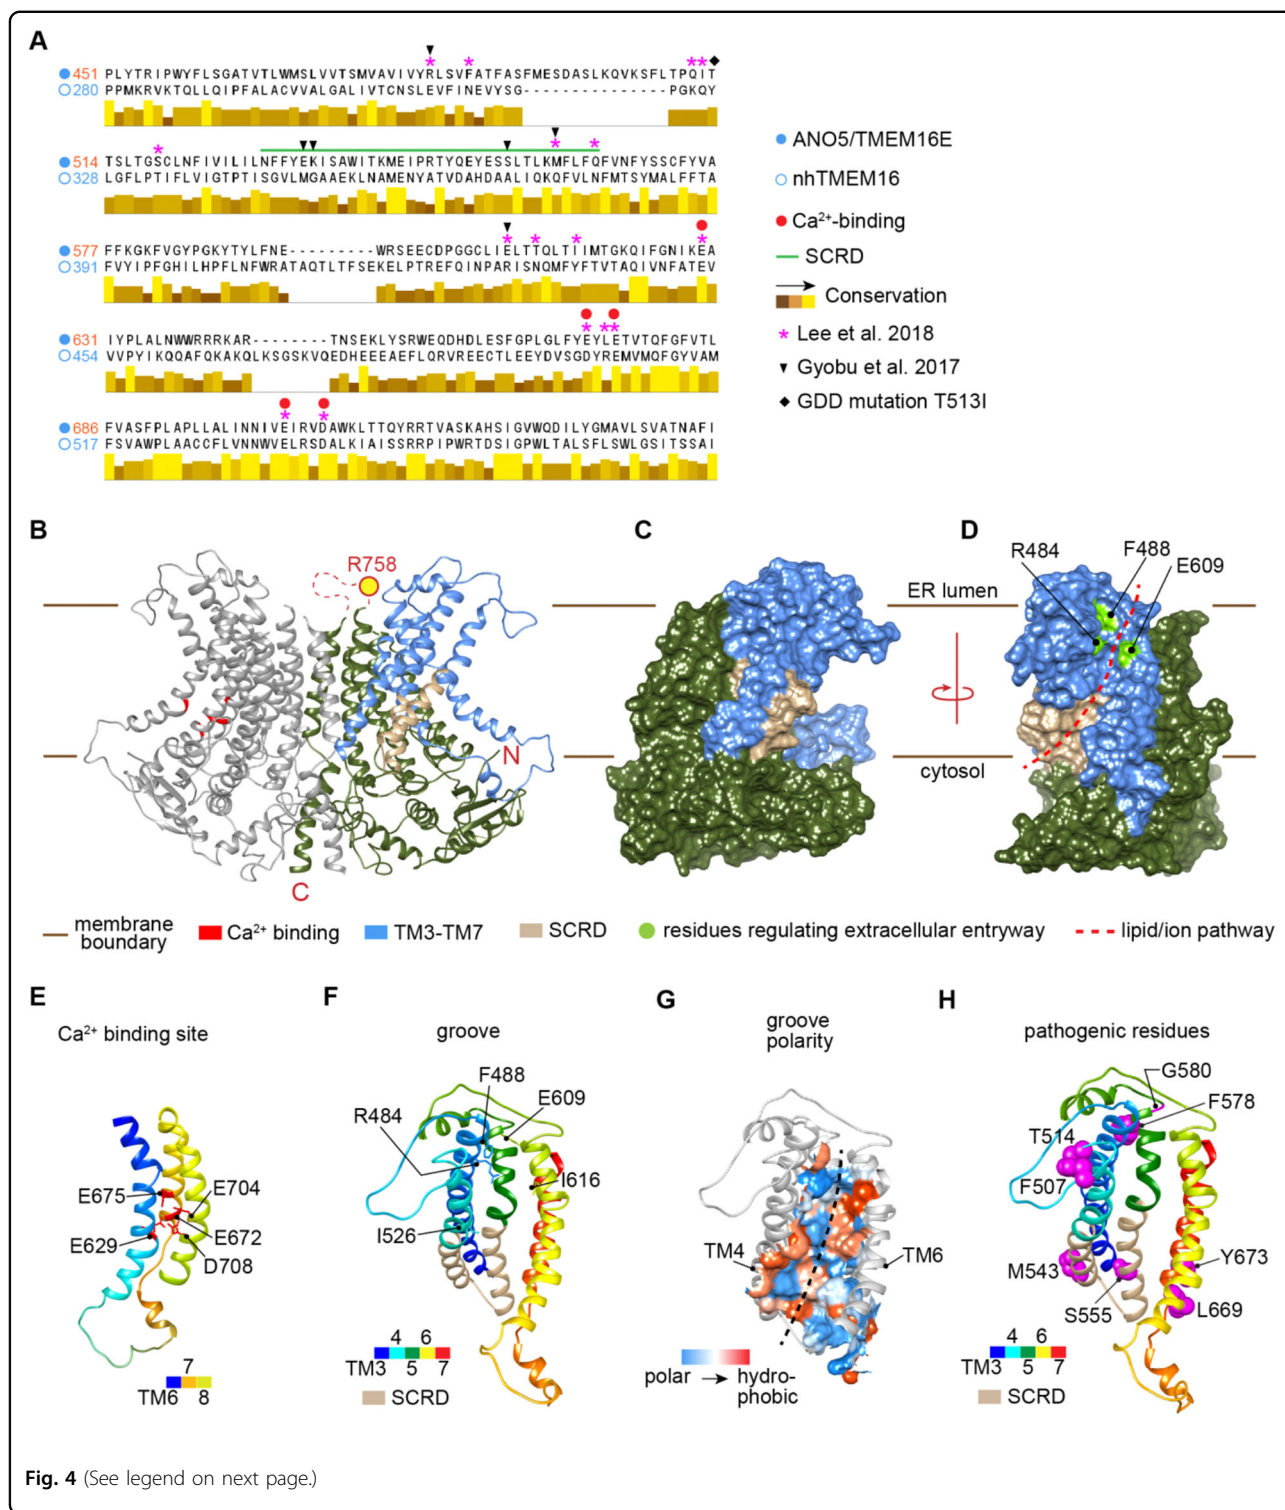 A
451 PLYTRIPWYFLSGATVTLWMSLVVTSMVAVIVYRLSVFATFASFMESDASLKQVKSFLTPQIT
280 PPMKRVKTQLLQIPFALACVVALGALIVTCNSLEVFINEVYSG---------------PGKQY
514 TSLTGSCLNFIVILILNFFYEKISAWITKMEIPRTYQEYESSLTLKMFLFQFVNFYSSCFYVA
328 LGFLPTIFLVIGTPTISGVLMGAAEKLNAMENYATVDAHDAALIQKQFVLNFMTSYMALFFTA
577 FFKGKFVGYPGKYTYLFNE---------WRSEECDPGGCLIELTTQLTIIMTGKQIFGNIKEA
391 FVYIPFGHILHPFLNFWRATAQTLTFSEKELPTREFQINPARISNQMFYFTVTAQIVNFATEV
631 IYPLALNWWRRRKAR--------TNSEKLYSRWEQDHDLESFGPLGLFYEYLETVTQFGFVTL
454 VVPYIKQQAFQKAKQLKSGSKVQEDHEEEAEFLQRVREECTLEEYDVSGDYREMVMQFGYVAM
686 FVASFPLAPLLALINNIVEIRVDAWKLTTQYRRTVASKAHSIGVWQDILYGMAVLSVATNAFI
517 FSVAWPLAACCFLVNNWVELRSDALKIAISSRRPIPWRTDSIGPWLTALSFLSWLGSITSSAI
ANO5/TMEM16E
nhTMEM16
Ca²⁺-binding
SCRD
Conservation
* Lee et al. 2018
Gyobu et al. 2017
GDD mutation T513I
B
R758
N
C
C
D
R484
F488
E609
ER lumen
cytosol
membrane boundary
Ca²⁺ binding
TM3-TM7
SCRD
residues regulating extracellular entryway
lipid/ion pathway
E
Ca²⁺ binding site
E675
E704
E629
E672
D708
7
TM6 8
F
groove
F488
R484
E609
I616
I526
4 6
TM3 5 7
SCRD
G
groove
polarity
TM4
TM6
polar → hydro-
phobic
H
pathogenic residues
G580
F578
T514
F507
M543
Y673
S555
L669
4 6
TM3 5 7
SCRD
Fig. 4 (See legend on next page.)